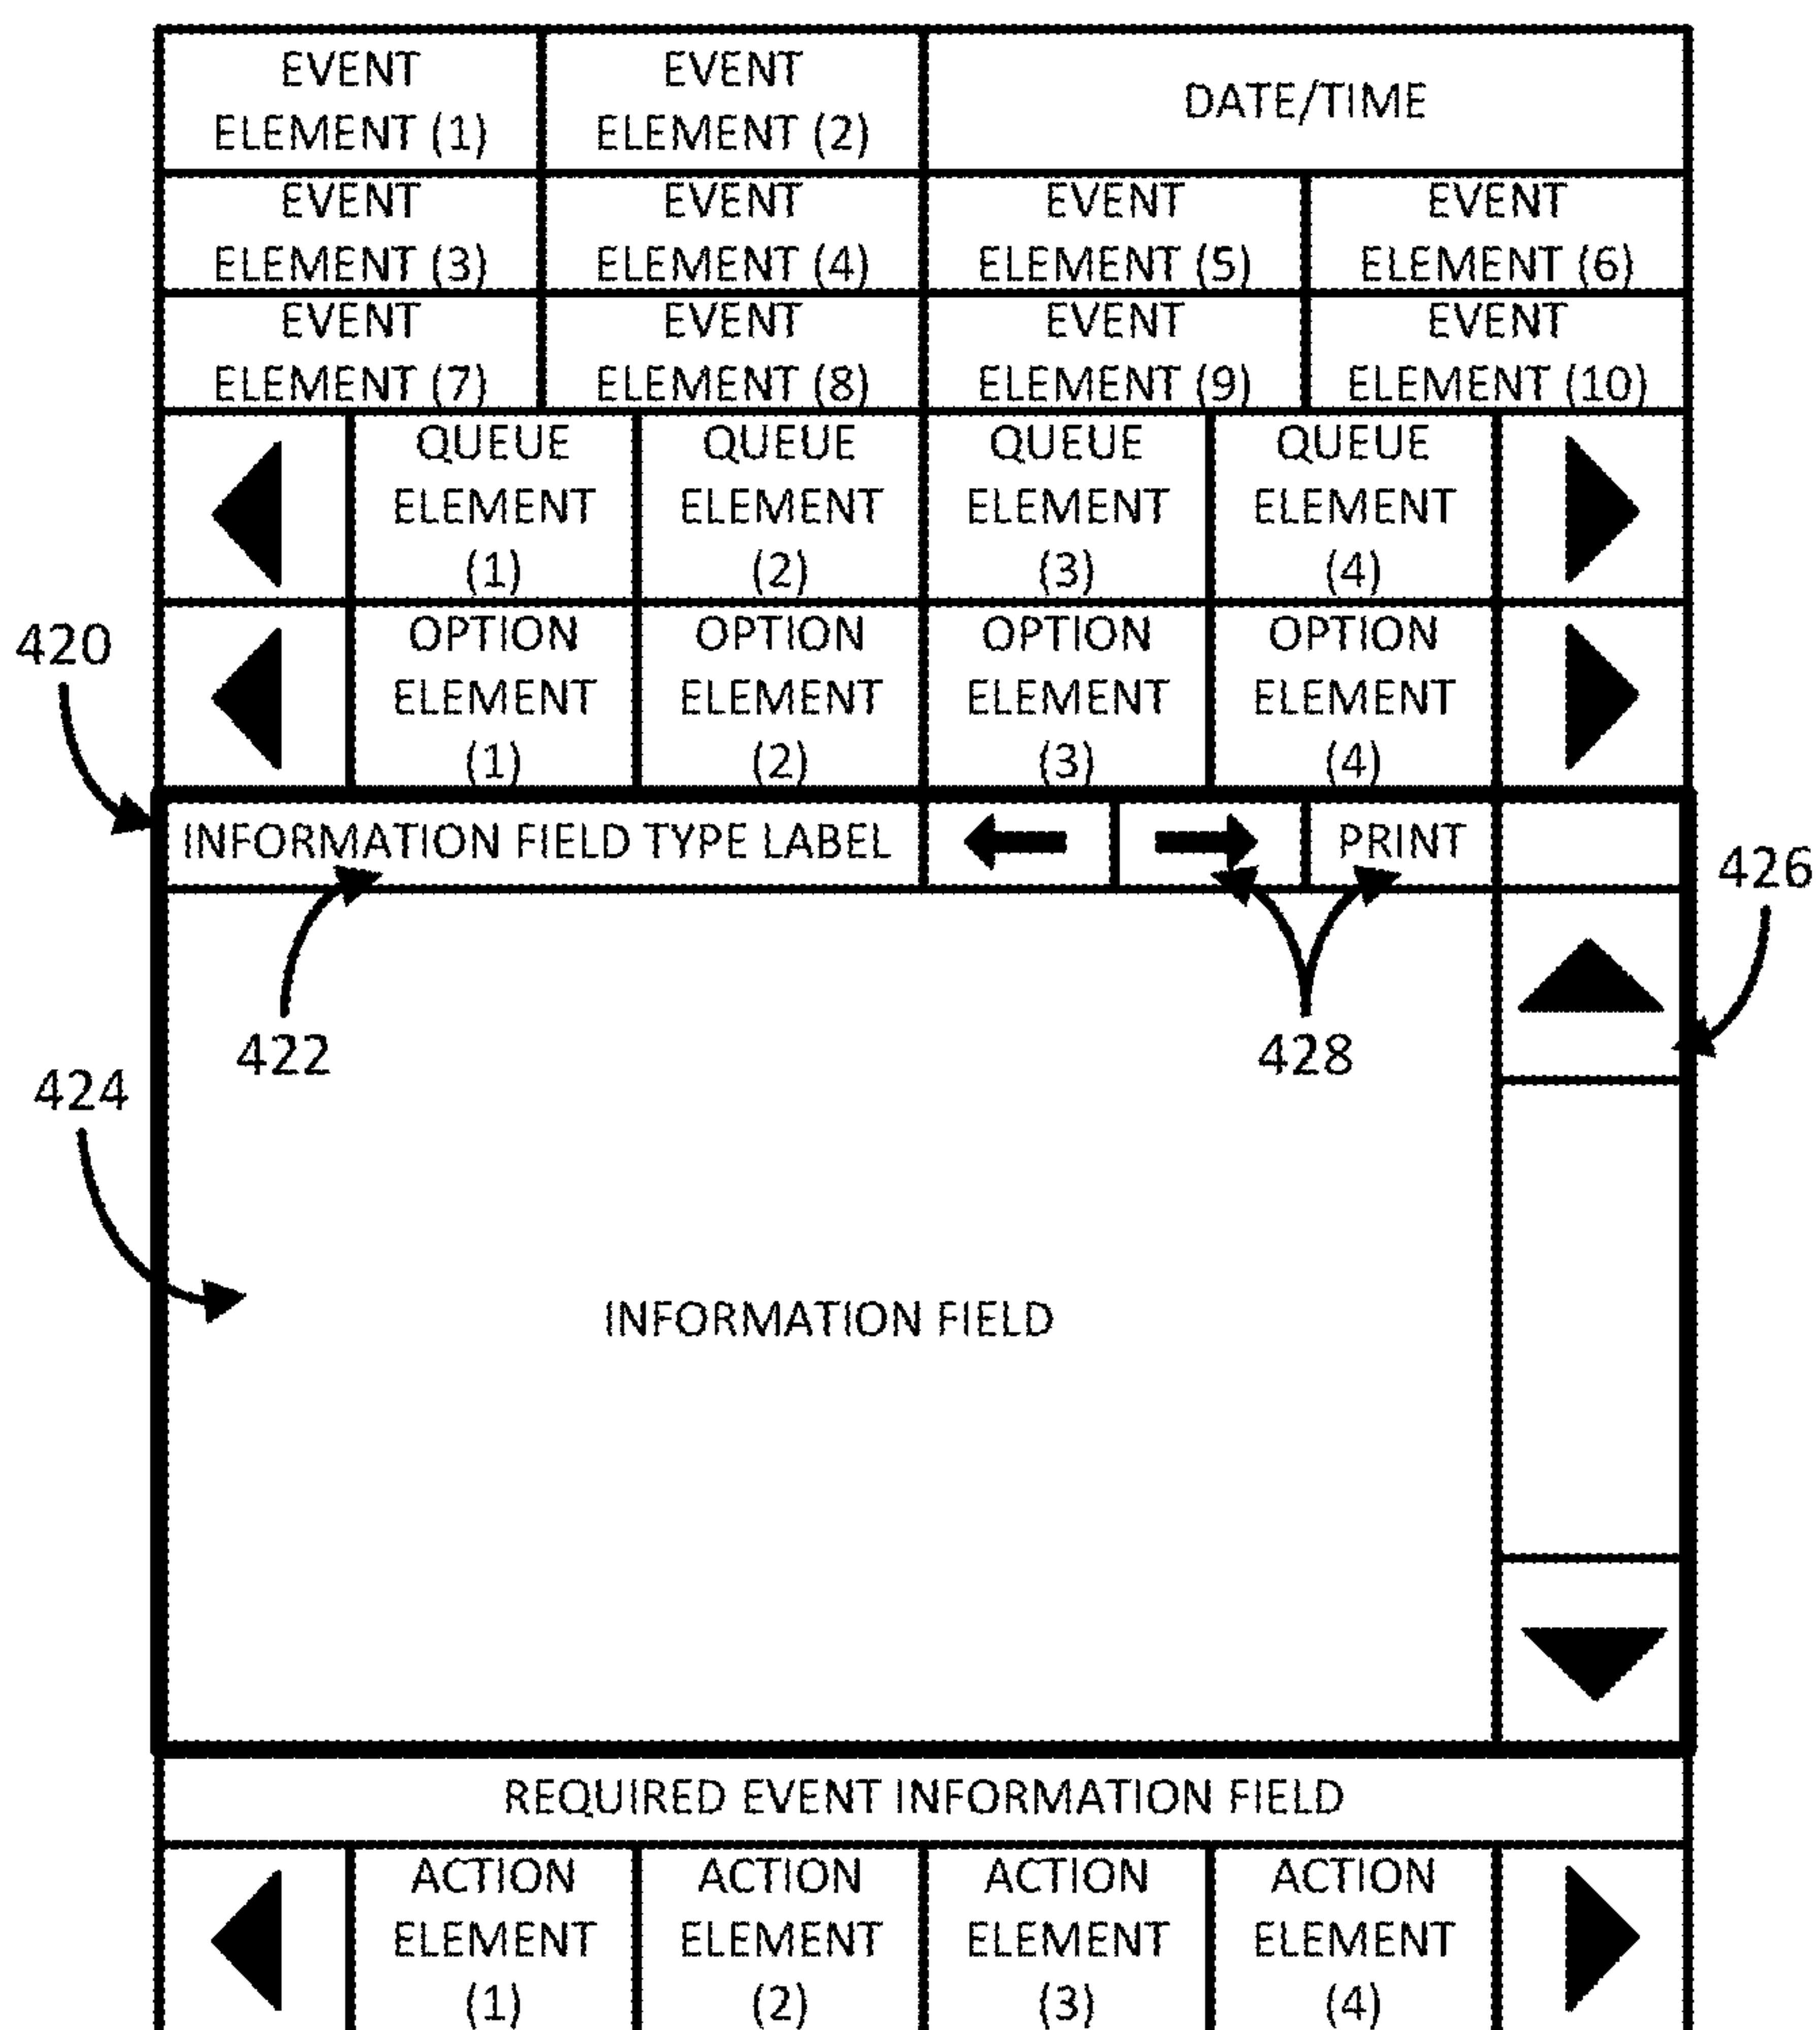 EVENT
ELEMENT (1)
EVENT
ELEMENT (2)
DATE/TIME
EVENT
ELEMENT (3)
EVENT
ELEMENT (4)
EVENT
ELEMENT (5)
EVENT
ELEMENT (6)
EVENT
ELEMENT (7)
EVENT
ELEMENT (8)
EVENT
ELEMENT (9)
EVENT
ELEMENT (10)
QUEUE
ELEMENT
(1)
QUEUE
ELEMENT
(2)
QUEUE
ELEMENT
(3)
QUEUE
ELEMENT
(4)
420
OPTION
ELEMENT
(1)
OPTION
ELEMENT
(2)
OPTION
ELEMENT
(3)
OPTION
ELEMENT
(4)
INFORMATION FIELD TYPE LABEL
PRINT
426
422
428
424
INFORMATION FIELD
REQUIRED EVENT INFORMATION FIELD
ACTION
ELEMENT
(1)
ACTION
ELEMENT
(2)
ACTION
ELEMENT
(3)
ACTION
ELEMENT
(4)